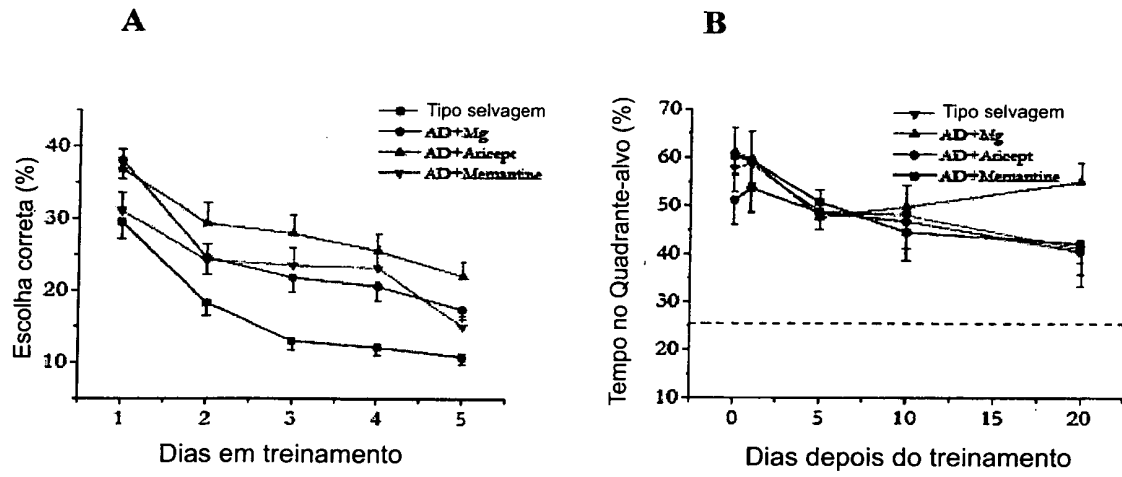 A
Escolha correta (%)
40
30
20
10
1 2 3 4 5
Dias em treinamento
Tipo selvagem
AD+Mg
AD+Aricept
AD+Memantine
B
Tempo no Quadrante-alvo (%)
70
60
50
40
30
20
10
0 5 10 15 20
Dias depois do treinamento
Tipo selvagem
AD+Mg
AD+Aricept
AD+Memantine